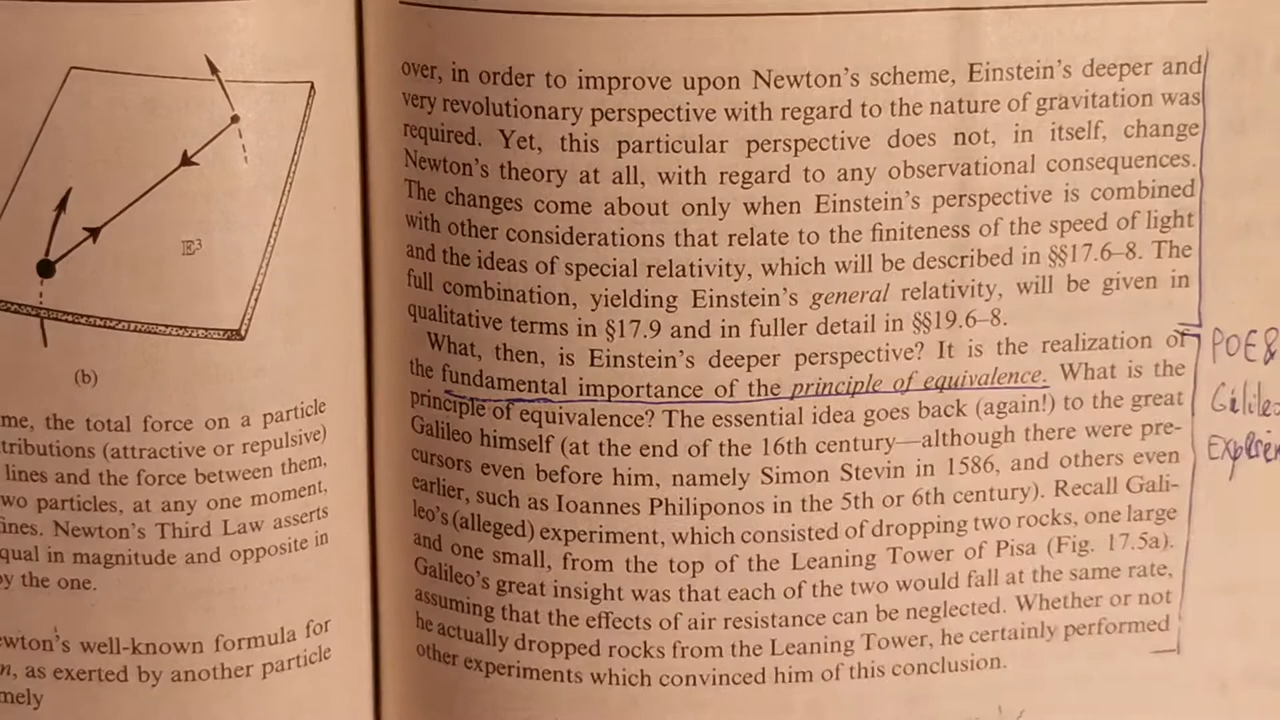 𝔼³
(b)
me, the total force on a particle
tributions (attractive or repulsive)
lines and the force between them,
wo particles, at any one moment,
ines. Newton's Third Law asserts
qual in magnitude and opposite in
by the one.
ewton's well-known formula for
n, as exerted by another particle
mely
over, in order to improve upon Newton's scheme, Einstein's deeper and
very revolutionary perspective with regard to the nature of gravitation was
required. Yet, this particular perspective does not, in itself, change
Newton's theory at all, with regard to any observational consequences.
The changes come about only when Einstein's perspective is combined
with other considerations that relate to the finiteness of the speed of light
and the ideas of special relativity, which will be described in §§17.6–8. The
full combination, yielding Einstein's general relativity, will be given in
qualitative terms in §17.9 and in fuller detail in §§19.6–8.
What, then, is Einstein's deeper perspective? It is the realization of
the fundamental importance of the principle of equivalence. What is the
principle of equivalence? The essential idea goes back (again!) to the great
Galileo himself (at the end of the 16th century—although there were pre-
cursors even before him, namely Simon Stevin in 1586, and others even
earlier, such as Ioannes Philiponos in the 5th or 6th century). Recall Gali-
leo's (alleged) experiment, which consisted of dropping two rocks, one large
and one small, from the top of the Leaning Tower of Pisa (Fig. 17.5a).
Galileo's great insight was that each of the two would fall at the same rate,
assuming that the effects of air resistance can be neglected. Whether or not
he actually dropped rocks from the Leaning Tower, he certainly performed
other experiments which convinced him of this conclusion.
POE &